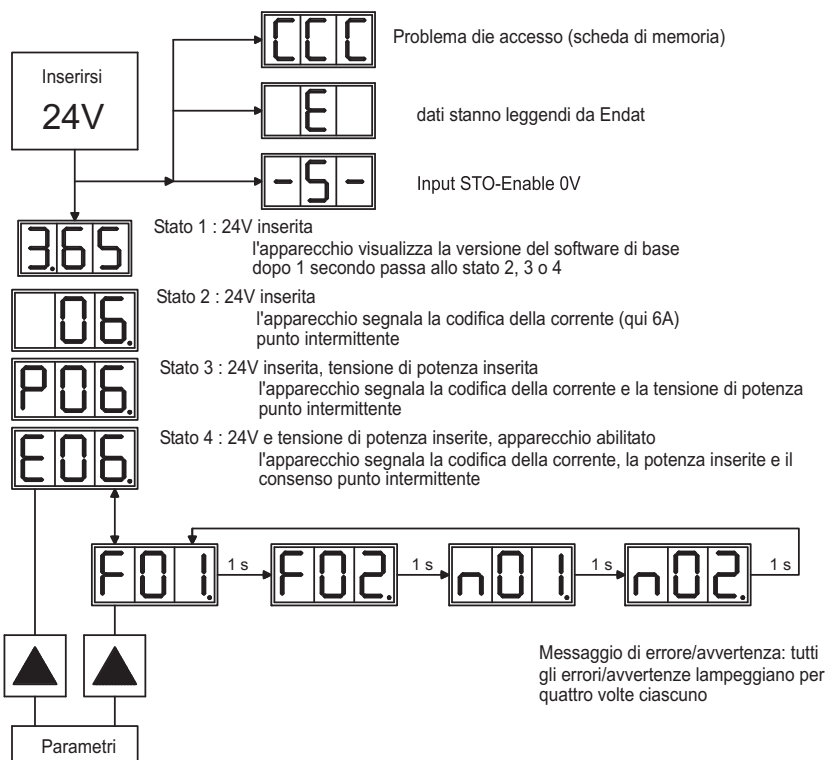 CCC
Problema die accesso (scheda di memoria)
Inserirsi
24V
E
dati stanno leggendi da Endat
-S-
Input STO-Enable 0V
3.65
Stato 1 : 24V inserita
l'apparecchio visualizza la versione del software di base
dopo 1 secondo passa allo stato 2, 3 o 4
06.
Stato 2 : 24V inserita
l'apparecchio segnala la codifica della corrente (qui 6A)
punto intermittente
P06.
Stato 3 : 24V inserita, tensione di potenza inserita
l'apparecchio segnala la codifica della corrente e la tensione di potenza
punto intermittente
E06.
Stato 4 : 24V e tensione di potenza inserite, apparecchio abilitato
l'apparecchio segnala la codifica della corrente, la potenza inserite e il
consenso punto intermittente
F01. 1 s F02. 1 s n01. 1 s n02. 1 s
Messaggio di errore/avvertenza: tutti
gli errori/avvertenze lampeggiano per
quattro volte ciascuno
Parametri